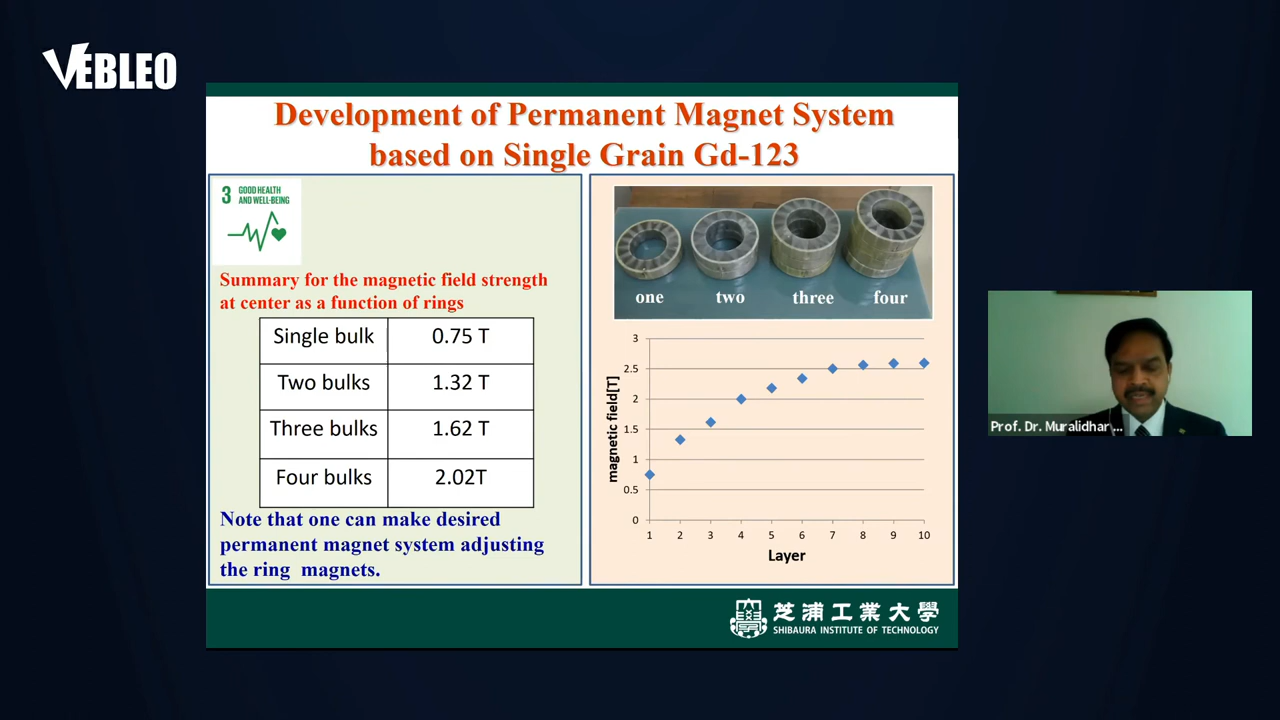 VEBLEO
Development of Permanent Magnet System
based on Single Grain Gd-123
3 GOOD HEALTH
AND WELL-BEING
Summary for the magnetic field strength
at center as a function of rings
Single bulk 0.75 T
Two bulks 1.32 T
Three bulks 1.62 T
Four bulks 2.02T
Note that one can make desired
permanent magnet system adjusting
the ring magnets.
one two three four
magnetic field[T]
3
2.5
2
1.5
1
0.5
0
1 2 3 4 5 6 7 8 9 10
Layer
Prof. Dr. Muralidhar ...
芝浦工業大學
SHIBAURA INSTITUTE OF TECHNOLOGY